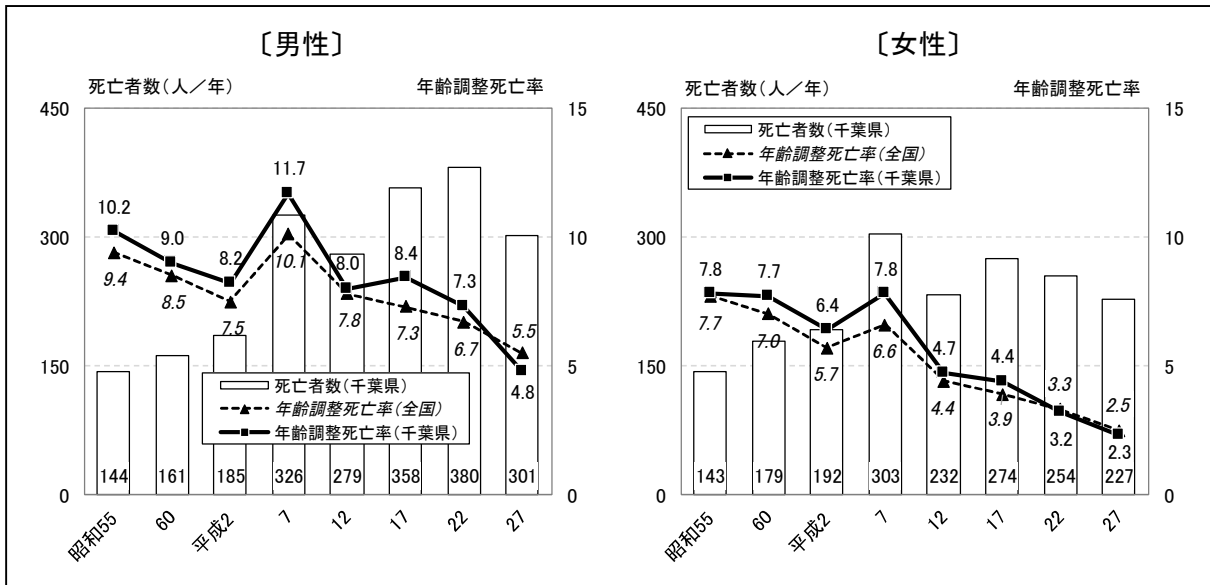 〔男性〕
死亡者数(人／年) 年齢調整死亡率
450 15
300 10
150 5
0 0
10.2 9.0 8.2 11.7 8.0 8.4 7.3 4.8
9.4 8.5 7.5 10.1 7.8 7.3 6.7 5.5
死亡者数(千葉県)
年齢調整死亡率(全国)
年齢調整死亡率(千葉県)
144 161 185 326 279 358 380 301
昭和55 60 平成2 7 12 17 22 27
〔女性〕
死亡者数(人／年) 年齢調整死亡率
450 15
300 10
150 5
0 0
死亡者数(千葉県)
年齢調整死亡率(全国)
年齢調整死亡率(千葉県)
7.8 7.7 6.4 7.8 4.7 4.4 3.2 2.3
7.7 7.0 5.7 6.6 4.4 3.9 3.3 2.5
143 179 192 303 232 274 254 227
昭和55 60 平成2 7 12 17 22 27